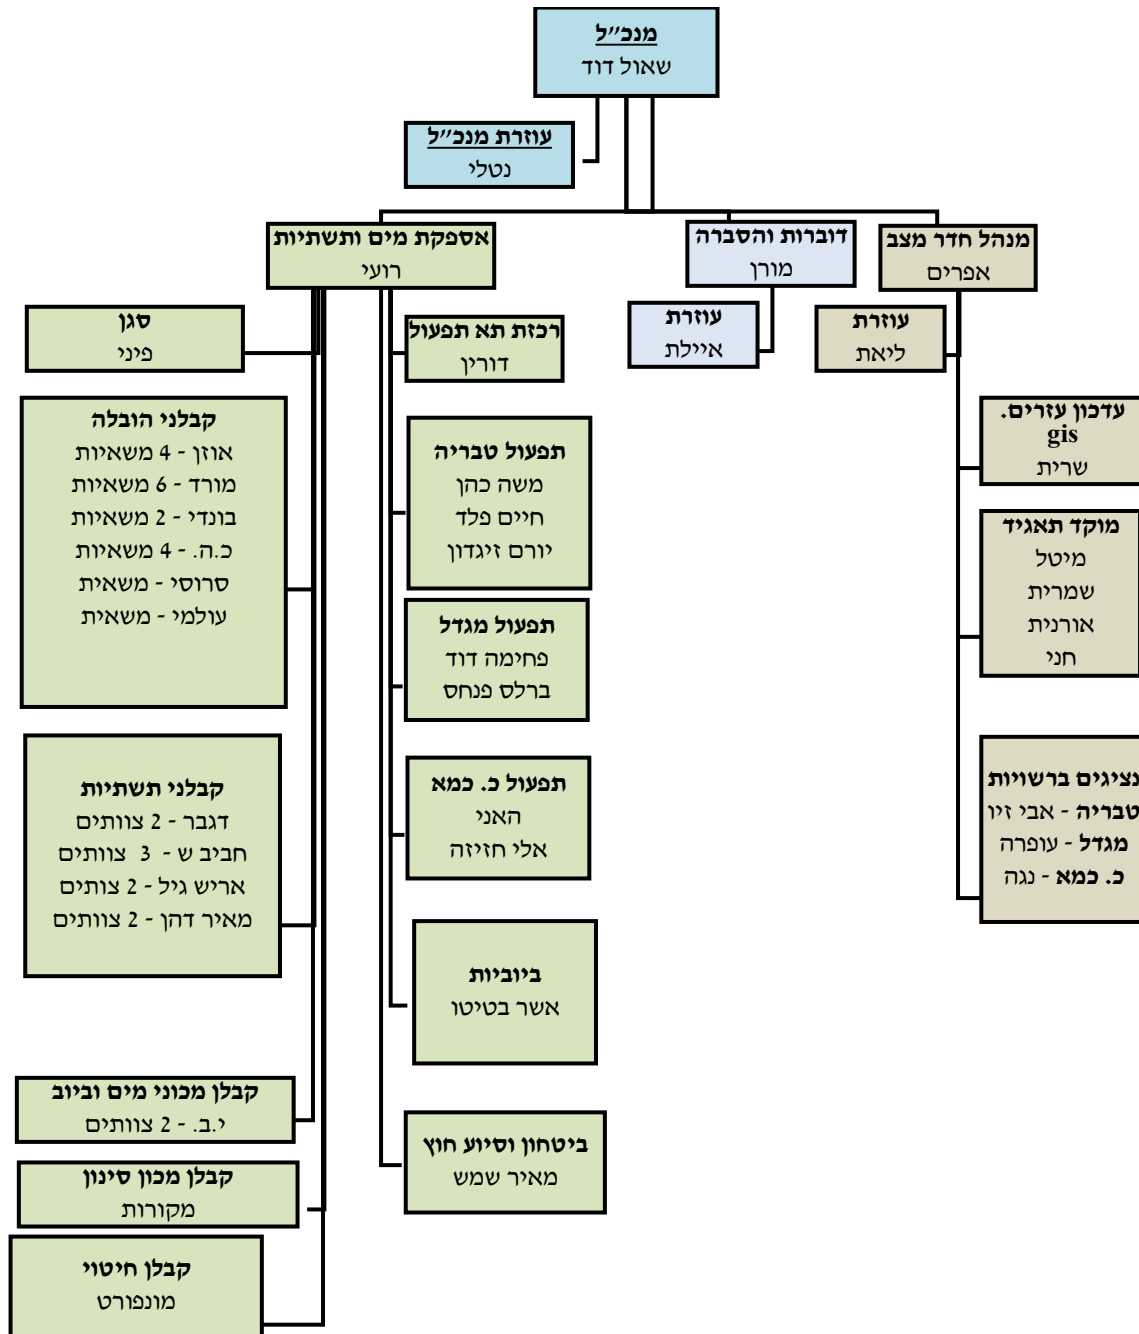 מנכ״ל
שאול דוד
עוזרת מנכ״ל
נטלי
מנהל חדר מצב
אפרים
עוזרת
ליאת
עדכון עזרים.
gis
שרית
מוקד תאגיד
מיטל
שמרית
אורנית
חני
נציגים ברשויות
טבריה - אבי זיו
מגדל - עופרה
כ. כמא - נגה
דוברות והסברה
מורן
עוזרת
איילת
אספקת מים ותשתיות
רועי
רכזת תא תפעול
דורין
תפעול טבריה
משה כהן
חיים פלד
יורם זיגדון
תפעול מגדל
פחימה דוד
ברלס פנחס
תפעול כ. כמא
האני
אלי חזיזה
ביוביות
אשר בטיטו
ביטחון וסיוע חוץ
מאיר שמש
סגן
פיני
קבלני הובלה
אוזן - 4 משאיות
מורד - 6 משאיות
בונדי - 2 משאיות
כ.ה. - 4 משאיות
סרוסי - משאית
עולמי - משאית
קבלני תשתיות
דגבר - 2 צוותים
חביב ש - 3 צוותים
אריש גיל - 2 צותים
מאיר דהן - 2 צוותים
קבלן מכוני מים וביוב
י.ב. - 2 צוותים
קבלן מכון סינון
מקורות
קבלן חיטוי
מונפורט